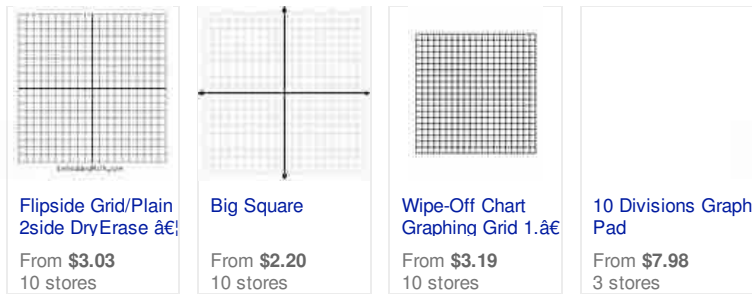 Flipside Grid/Plain
2side DryErase â€¦
From $3.03
10 stores
Big Square
From $2.20
10 stores
Wipe-Off Chart
Graphing Grid 1.â€
From $3.19
10 stores
10 Divisions Graph
Pad
From $7.98
3 stores